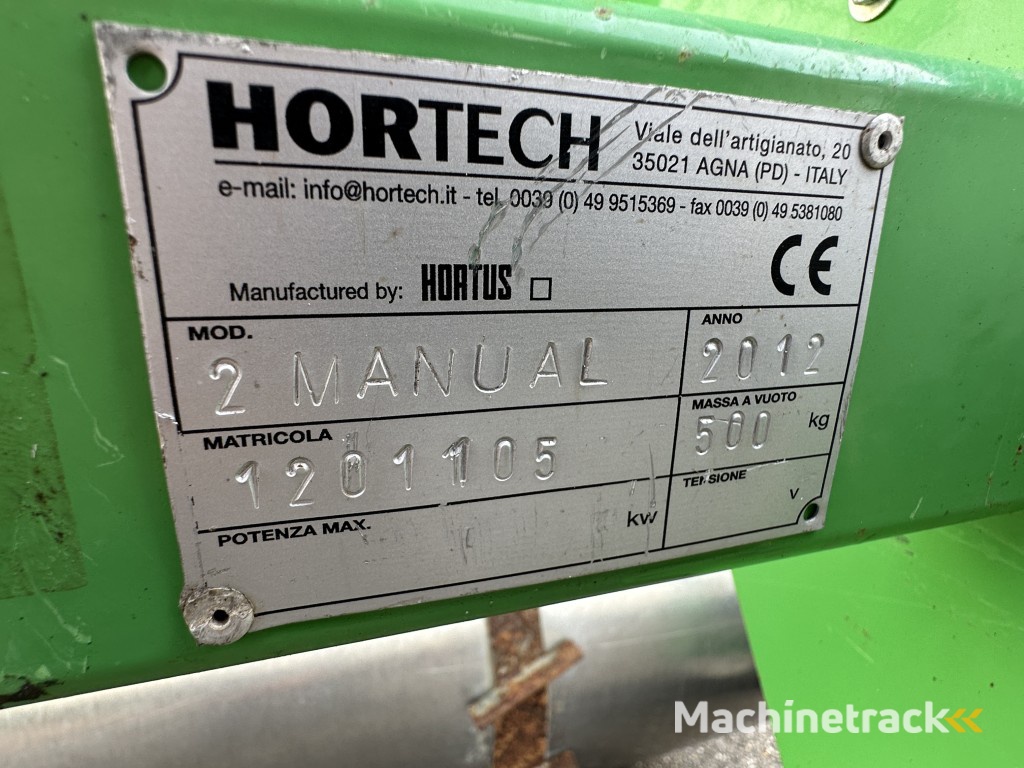 HORTECH
Viale dell'artigianato, 20
35021 AGNA (PD) - ITALY
e-mail: info@hortech.it - tel. 0039 (0) 49 9515369 - fax 0039 (0) 49 5381080
Manufactured by: HORTUS
CE
MOD.
2 MANUAL
ANNO
2012
MATRICOLA
1201105
MASSA A VUOTO
500 kg
POTENZA MAX.
kw
TENSIONE
V
Machinetrack